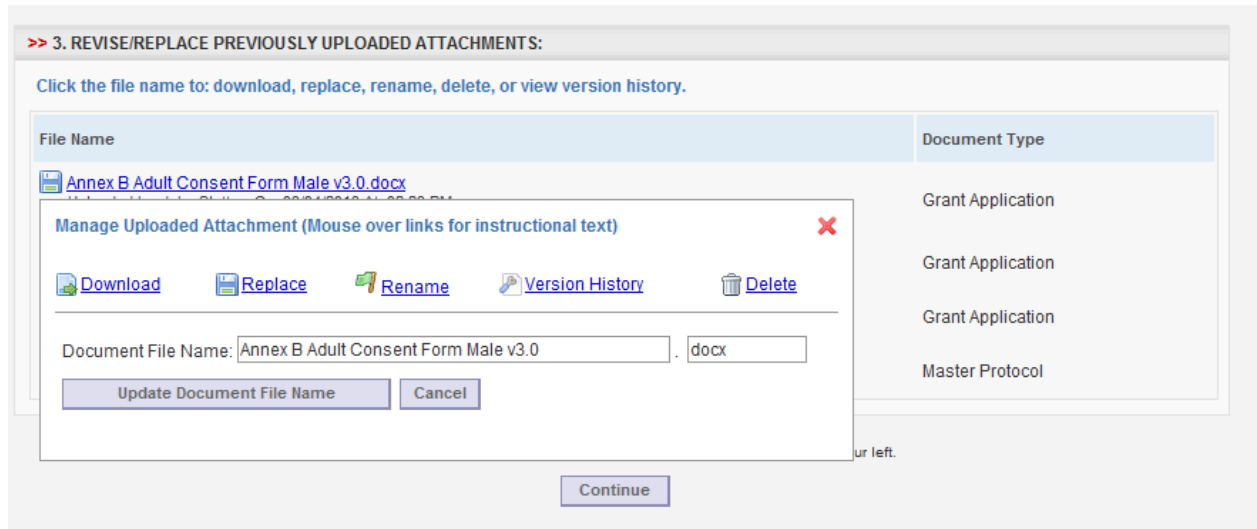 >> 3. REVISE/REPLACE PREVIOUSLY UPLOADED ATTACHMENTS:
Click the file name to: download, replace, rename, delete, or view version history.
File Name Document Type
Annex B Adult Consent Form Male v3.0.docx
Grant Application
Manage Uploaded Attachment (Mouse over links for instructional text)
Grant Application
Download Replace Rename Version History Delete
Grant Application
Document File Name: Annex B Adult Consent Form Male v3.0 . docx
Master Protocol
Update Document File Name Cancel
ur left.
Continue